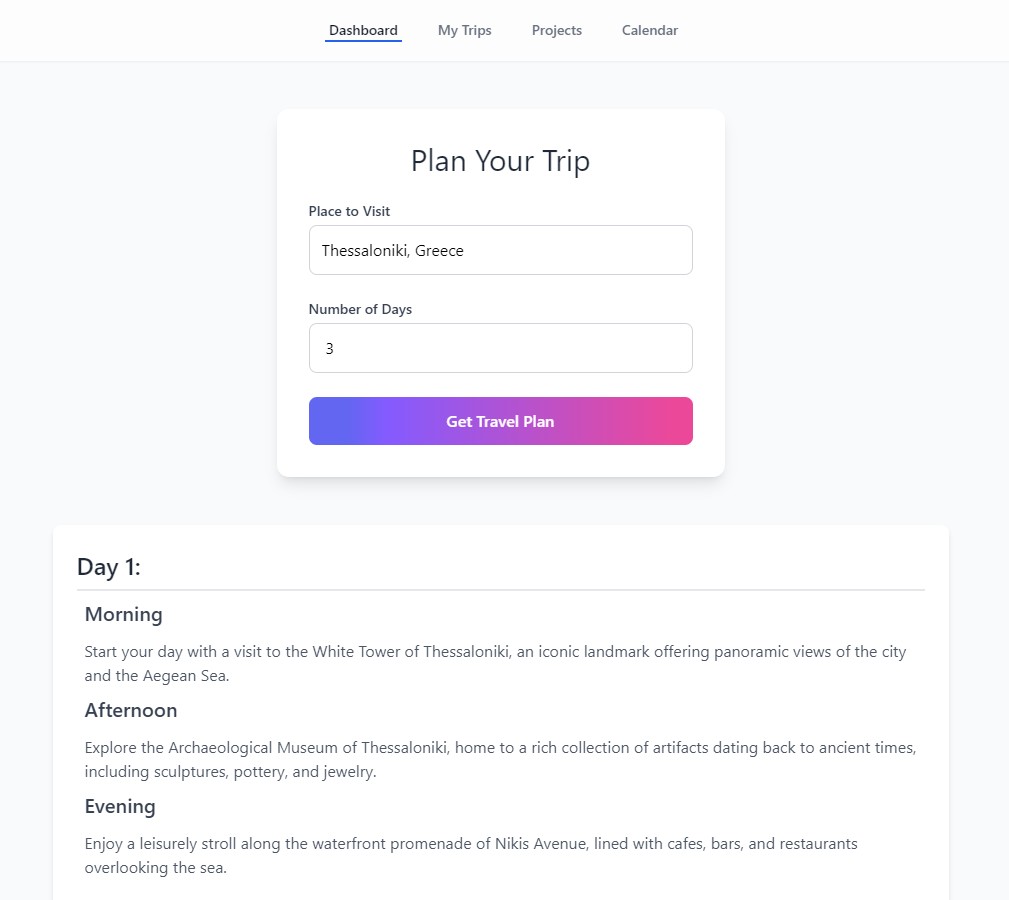 Dashboard My Trips Projects Calendar
Plan Your Trip
Place to Visit
Thessaloniki, Greece
Number of Days
3
Get Travel Plan
Day 1:
Morning
Start your day with a visit to the White Tower of Thessaloniki, an iconic landmark offering panoramic views of the city
and the Aegean Sea.
Afternoon
Explore the Archaeological Museum of Thessaloniki, home to a rich collection of artifacts dating back to ancient times,
including sculptures, pottery, and jewelry.
Evening
Enjoy a leisurely stroll along the waterfront promenade of Nikis Avenue, lined with cafes, bars, and restaurants
overlooking the sea.